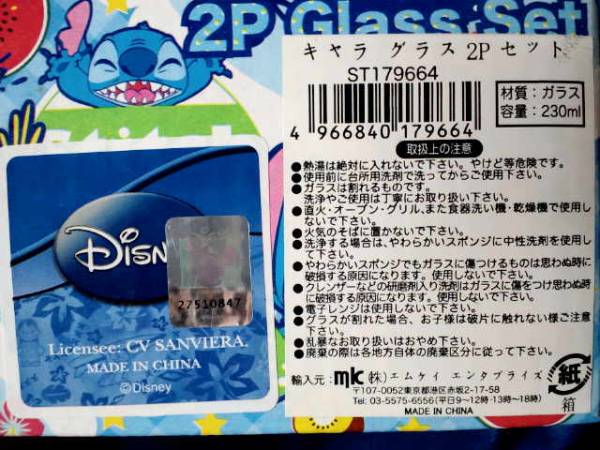 2P Glass Set
キャラ グラス 2P セット
ST179664
4 966840 179664
材質：ガラス
容量：230ml
取扱上の注意
●熱湯は絶対に入れないで下さい。やけど等危険です。
●使用前に台所用洗剤で洗ってからご使用下さい。
●ガラスは割れるものです。
洗浄やご使用は丁寧にお取り扱い下さい。
●直火・オーブン・グリル、また食器洗い機・乾燥機で使用し
ないで下さい。
●火気のそばに置かないで下さい。
●洗浄する場合は、やわらかいスポンジに中性洗剤を使用し
て下さい。
●やわらかいスポンジでもガラスに傷つけるものは思わぬ時に
破損する原因になります。使用しないで下さい。
●クレンザーなどの研磨剤入り洗剤はガラスに傷をつけ思わぬ時
に破損する原因になります。使用しないで下さい。
●電子レンジは使用しないで下さい。
●グラスが割れた場合、お子様は破片に触れない様ご注意
下さい。
●乱暴なお取り扱いはおやめ下さい。
●廃棄の際は各地方自体の廃棄区分に従って下さい。
輸入元：mk (株)エムケイ エンタプライズ
〒107-0052東京都港区赤坂2-17-58
Tel: 03-5575-6556(平日9～12時・13時～18時)
MADE IN CHINA
紙
箱
Disn
27510847
Licensee: CV SANVIERA.
MADE IN CHINA
©Disney